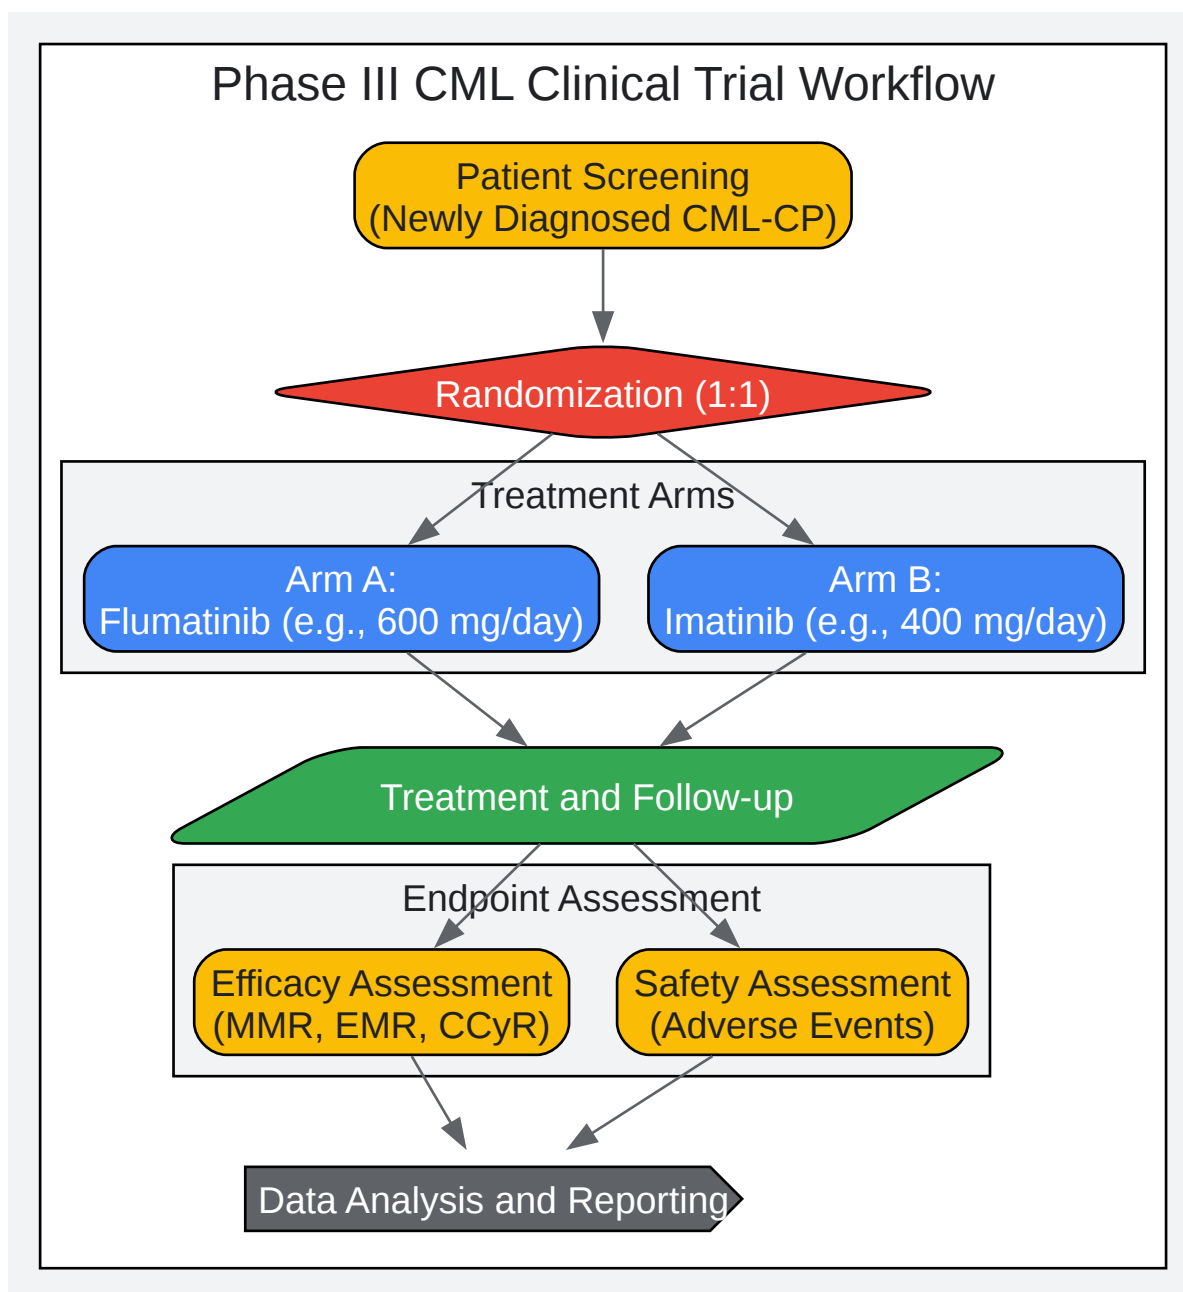 Phase III CML Clinical Trial Workflow
Patient Screening
(Newly Diagnosed CML-CP)
Randomization (1:1)
Treatment Arms
Arm A:
Flumatinib (e.g., 600 mg/day)
Arm B:
Imatinib (e.g., 400 mg/day)
Treatment and Follow-up
Endpoint Assessment
Efficacy Assessment
(MMR, EMR, CCyR)
Safety Assessment
(Adverse Events)
Data Analysis and Reporting